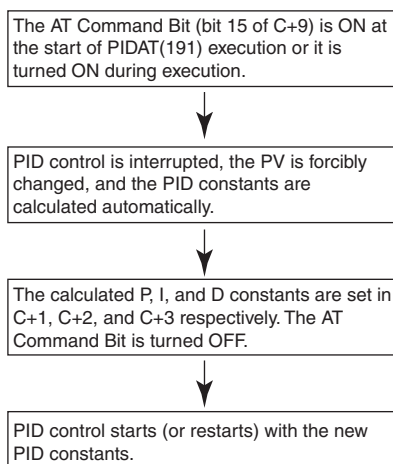 The AT Command Bit (bit 15 of C+9) is ON at
the start of PIDAT(191) execution or it is
turned ON during execution.
PID control is interrupted, the PV is forcibly
changed, and the PID constants are
calculated automatically.
The calculated P, I, and D constants are set in
C+1, C+2, and C+3 respectively. The AT
Command Bit is turned OFF.
PID control starts (or restarts) with the new
PID constants.